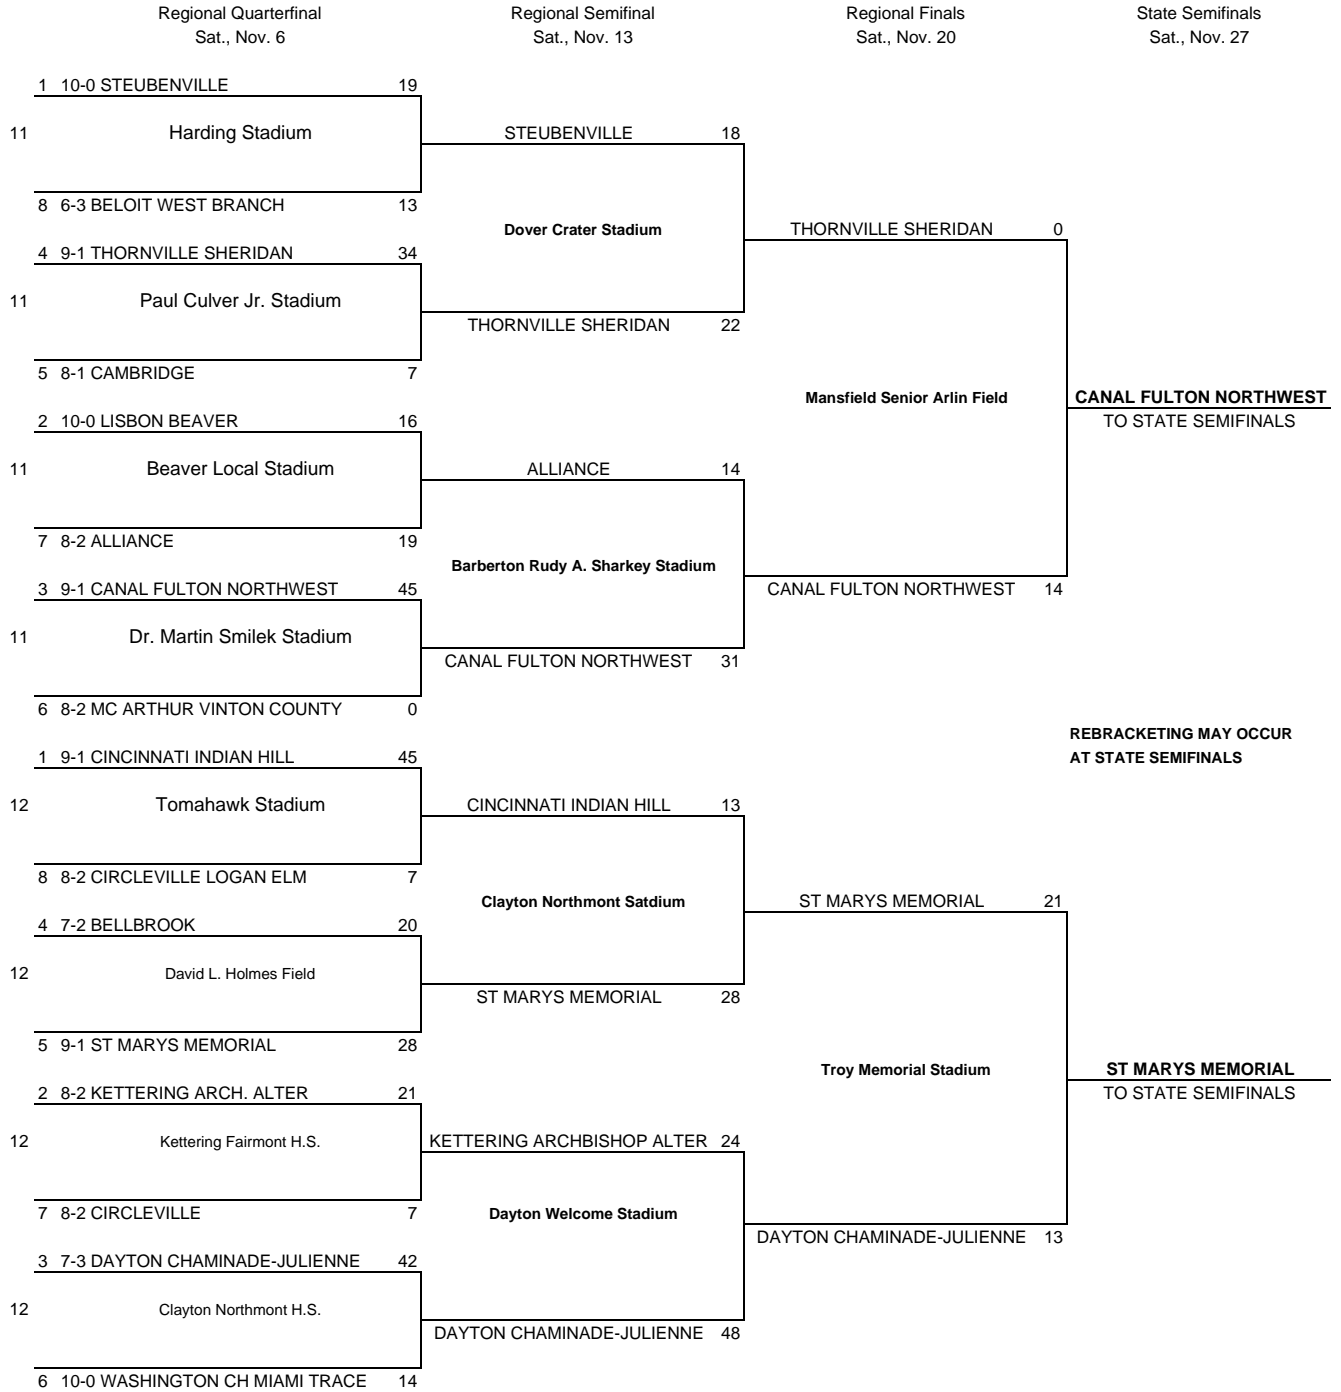 Regional Quarterfinal
Sat., Nov. 6
Regional Semifinal
Sat., Nov. 13
Regional Finals
Sat., Nov. 20
State Semifinals
Sat., Nov. 27
1 10-0 STEUBENVILLE 19
11 Harding Stadium
8 6-3 BELOIT WEST BRANCH 13
4 9-1 THORNVILLE SHERIDAN 34
11 Paul Culver Jr. Stadium
5 8-1 CAMBRIDGE 7
2 10-0 LISBON BEAVER 16
11 Beaver Local Stadium
7 8-2 ALLIANCE 19
3 9-1 CANAL FULTON NORTHWEST 45
11 Dr. Martin Smilek Stadium
6 8-2 MC ARTHUR VINTON COUNTY 0
1 9-1 CINCINNATI INDIAN HILL 45
12 Tomahawk Stadium
8 8-2 CIRCLEVILLE LOGAN ELM 7
4 7-2 BELLBROOK 20
12 David L. Holmes Field
5 9-1 ST MARYS MEMORIAL 28
2 8-2 KETTERING ARCH. ALTER 21
12 Kettering Fairmont H.S.
7 8-2 CIRCLEVILLE 7
3 7-3 DAYTON CHAMINADE-JULIENNE 42
12 Clayton Northmont H.S.
6 10-0 WASHINGTON CH MIAMI TRACE 14
STEUBENVILLE 18
Dover Crater Stadium
THORNVILLE SHERIDAN 22
ALLIANCE 14
Barberton Rudy A. Sharkey Stadium
CANAL FULTON NORTHWEST 31
CINCINNATI INDIAN HILL 13
Clayton Northmont Satdium
ST MARYS MEMORIAL 28
KETTERING ARCHBISHOP ALTER 24
Dayton Welcome Stadium
DAYTON CHAMINADE-JULIENNE 48
THORNVILLE SHERIDAN 0
Mansfield Senior Arlin Field
CANAL FULTON NORTHWEST 14
ST MARYS MEMORIAL 21
Troy Memorial Stadium
DAYTON CHAMINADE-JULIENNE 13
CANAL FULTON NORTHWEST
TO STATE SEMIFINALS
REBRACKETING MAY OCCUR
AT STATE SEMIFINALS
ST MARYS MEMORIAL
TO STATE SEMIFINALS